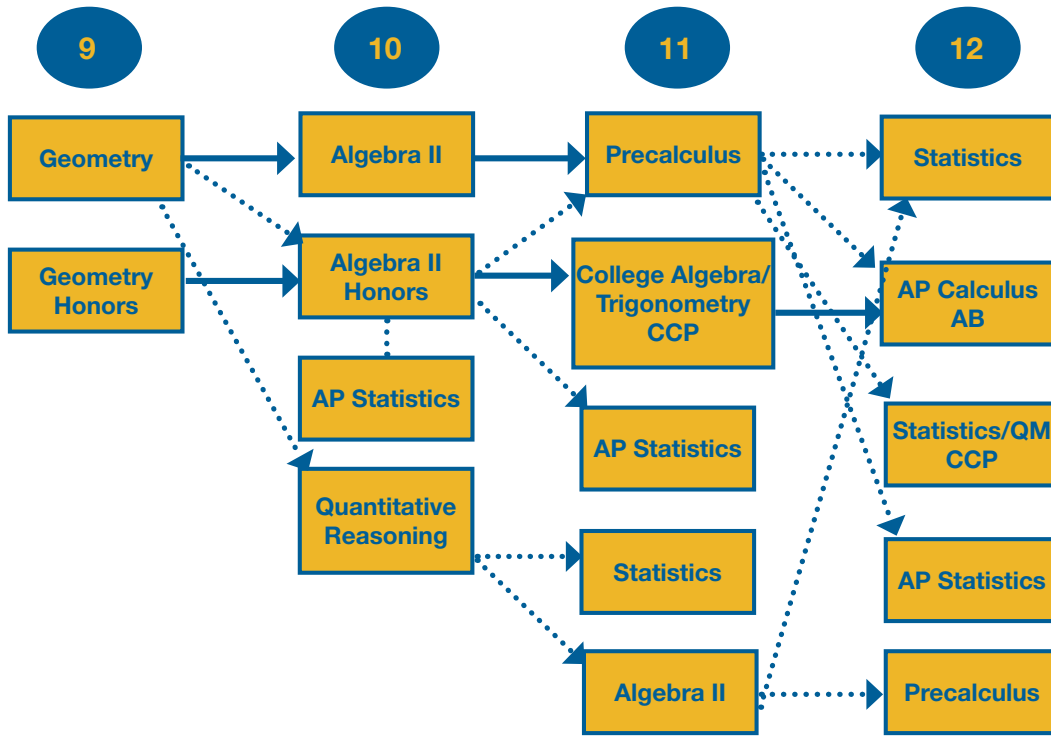 9
10
11
12
Geometry
Algebra II
Precalculus
Statistics
Geometry
Honors
Algebra II
Honors
College Algebra/
Trigonometry
CCP
AP Calculus
AB
AP Statistics
AP Statistics
Statistics/QM
CCP
Quantitative
Reasoning
Statistics
AP Statistics
Algebra II
Precalculus